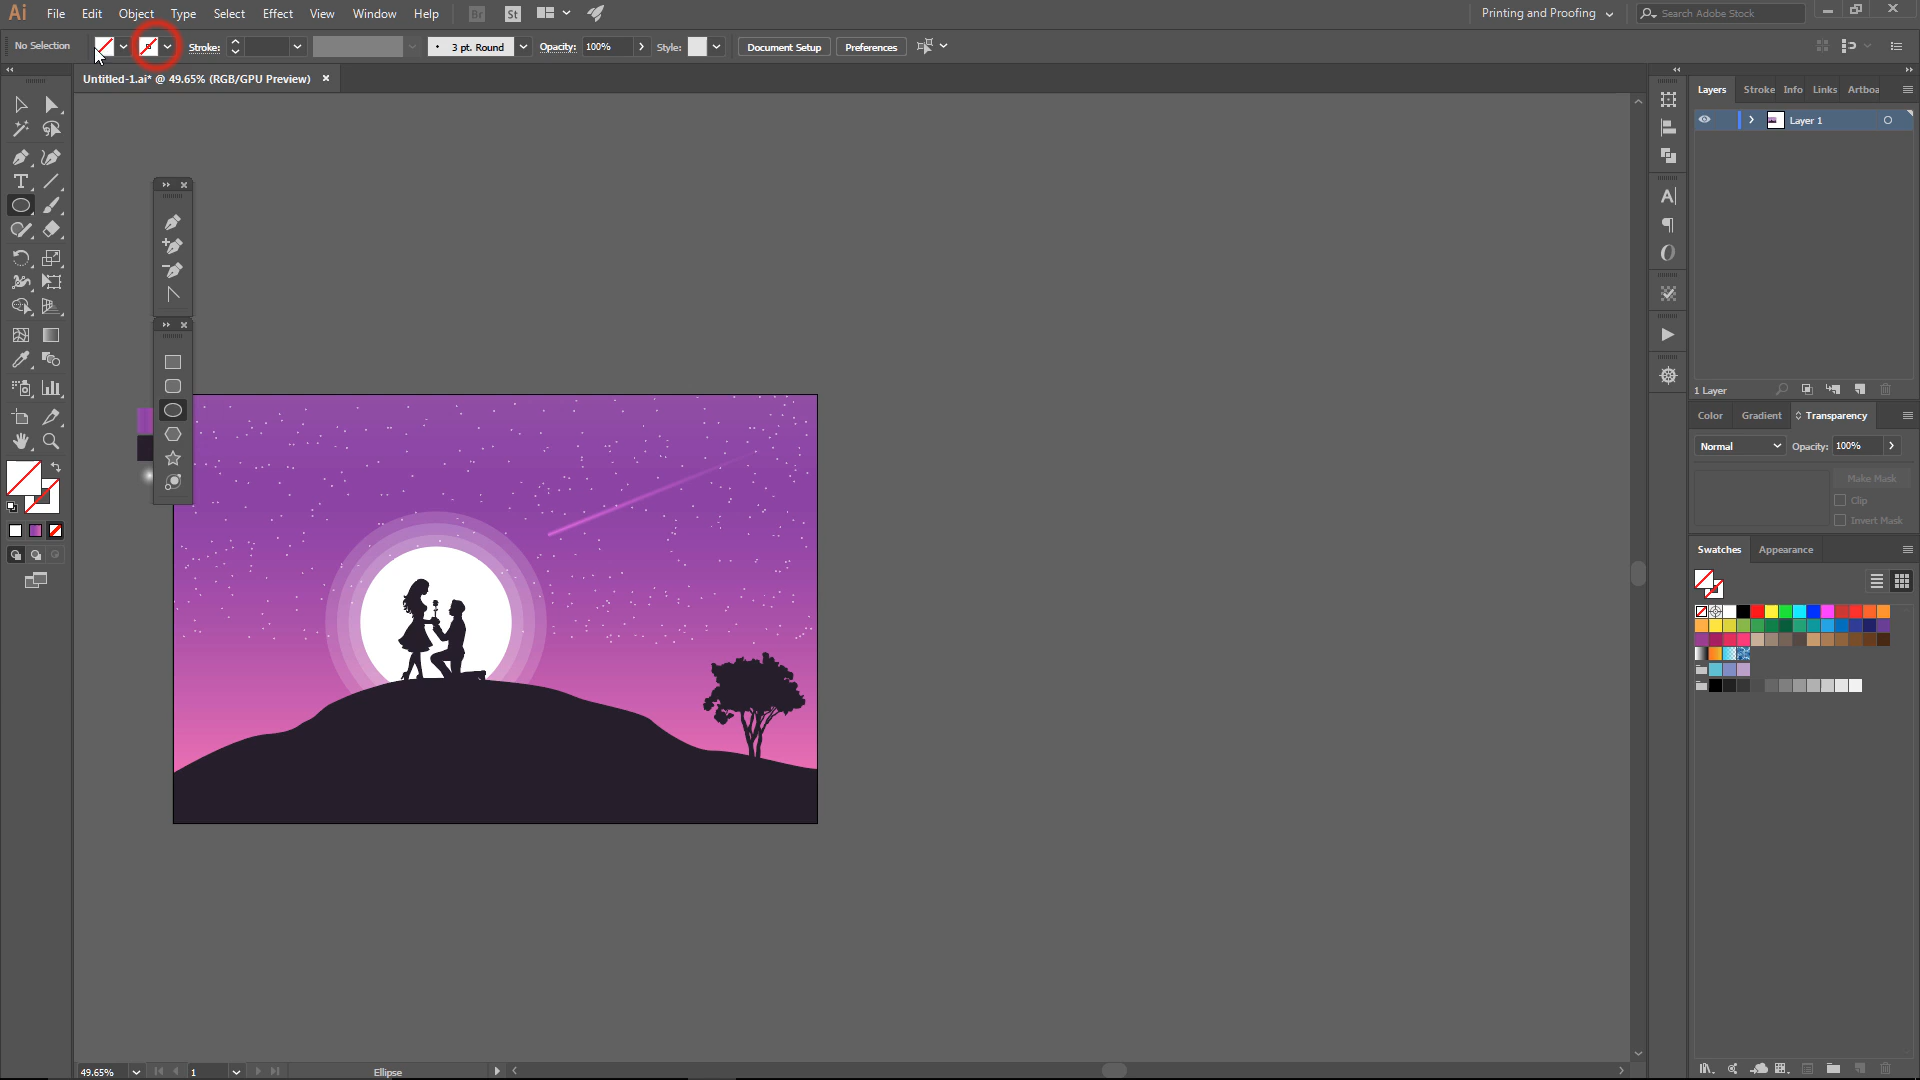 Ai File Edit Object Type Select Effect View Window Help Br St Printing and Proofing Search Adobe Stock
No Selection Stroke: 3 pt. Round Opacity: 100% Style: Document Setup Preferences
Untitled-1.ai* @ 49.65% (RGB/GPU Preview)
Layers Stroke Info Links Artboa
Layer 1
1 Layer
Color Gradient Transparency
Normal Opacity: 100%
Make Mask
Clip
Invert Mask
Swatches Appearance
49.65% 1 Ellipse